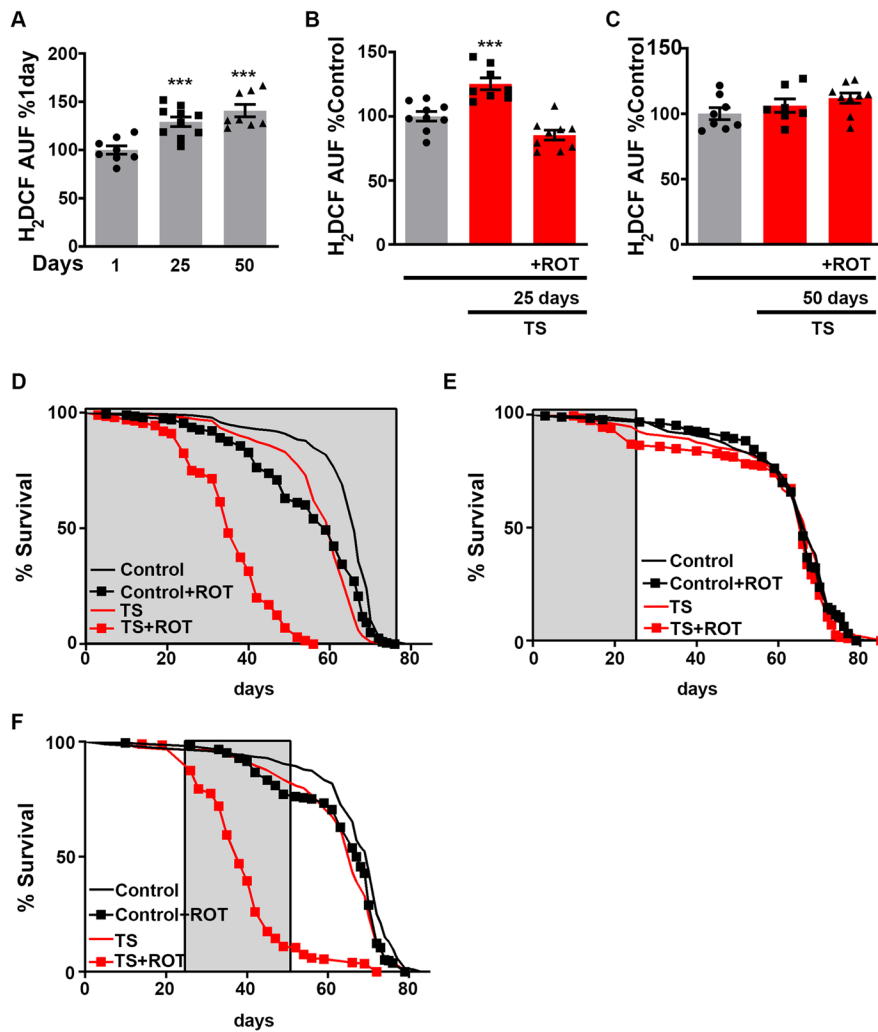 A
B
C
H2DCF AUF %1day
200
150
100
50
0
***
***
Days 1 25 50
H2DCF AUF %Control
150
100
50
0
***
+ROT
25 days
TS
H2DCF AUF %Control
150
100
50
0
+ROT
50 days
TS
D
E
% Survival
100
50
0
Control
Control+ROT
TS
TS+ROT
0 20 40 60 80
days
% Survival
100
50
0
Control
Control+ROT
TS
TS+ROT
0 20 40 60 80
days
F
% Survival
100
50
0
Control
Control+ROT
TS
TS+ROT
0 20 40 60 80
days